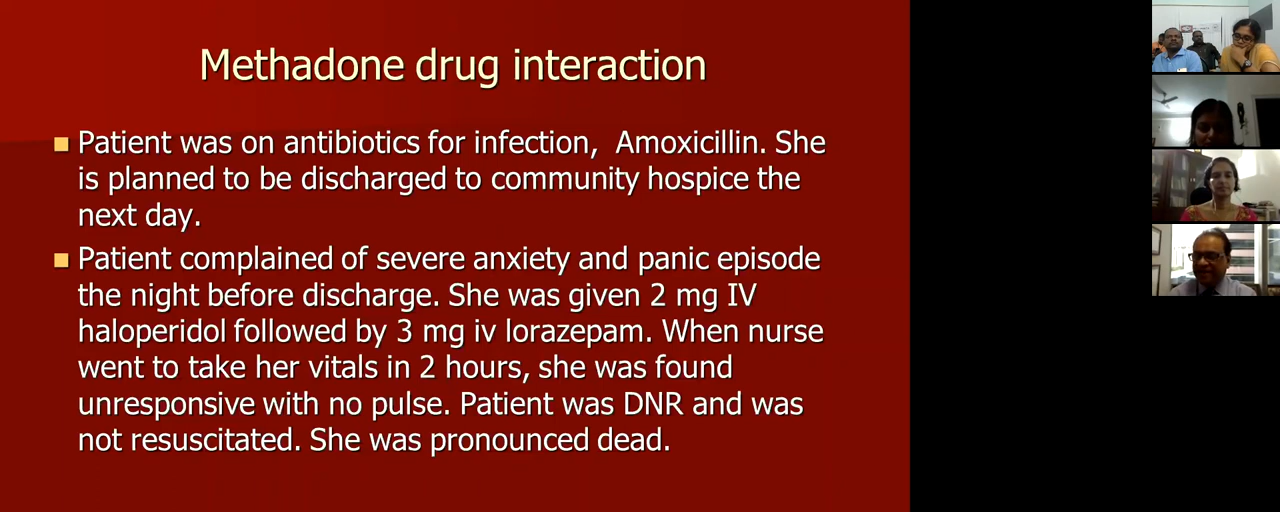 Methadone drug interaction
Patient was on antibiotics for infection, Amoxicillin. She
is planned to be discharged to community hospice the
next day.
Patient complained of severe anxiety and panic episode
the night before discharge. She was given 2 mg IV
haloperidol followed by 3 mg iv lorazepam. When nurse
went to take her vitals in 2 hours, she was found
unresponsive with no pulse. Patient was DNR and was
not resuscitated. She was pronounced dead.